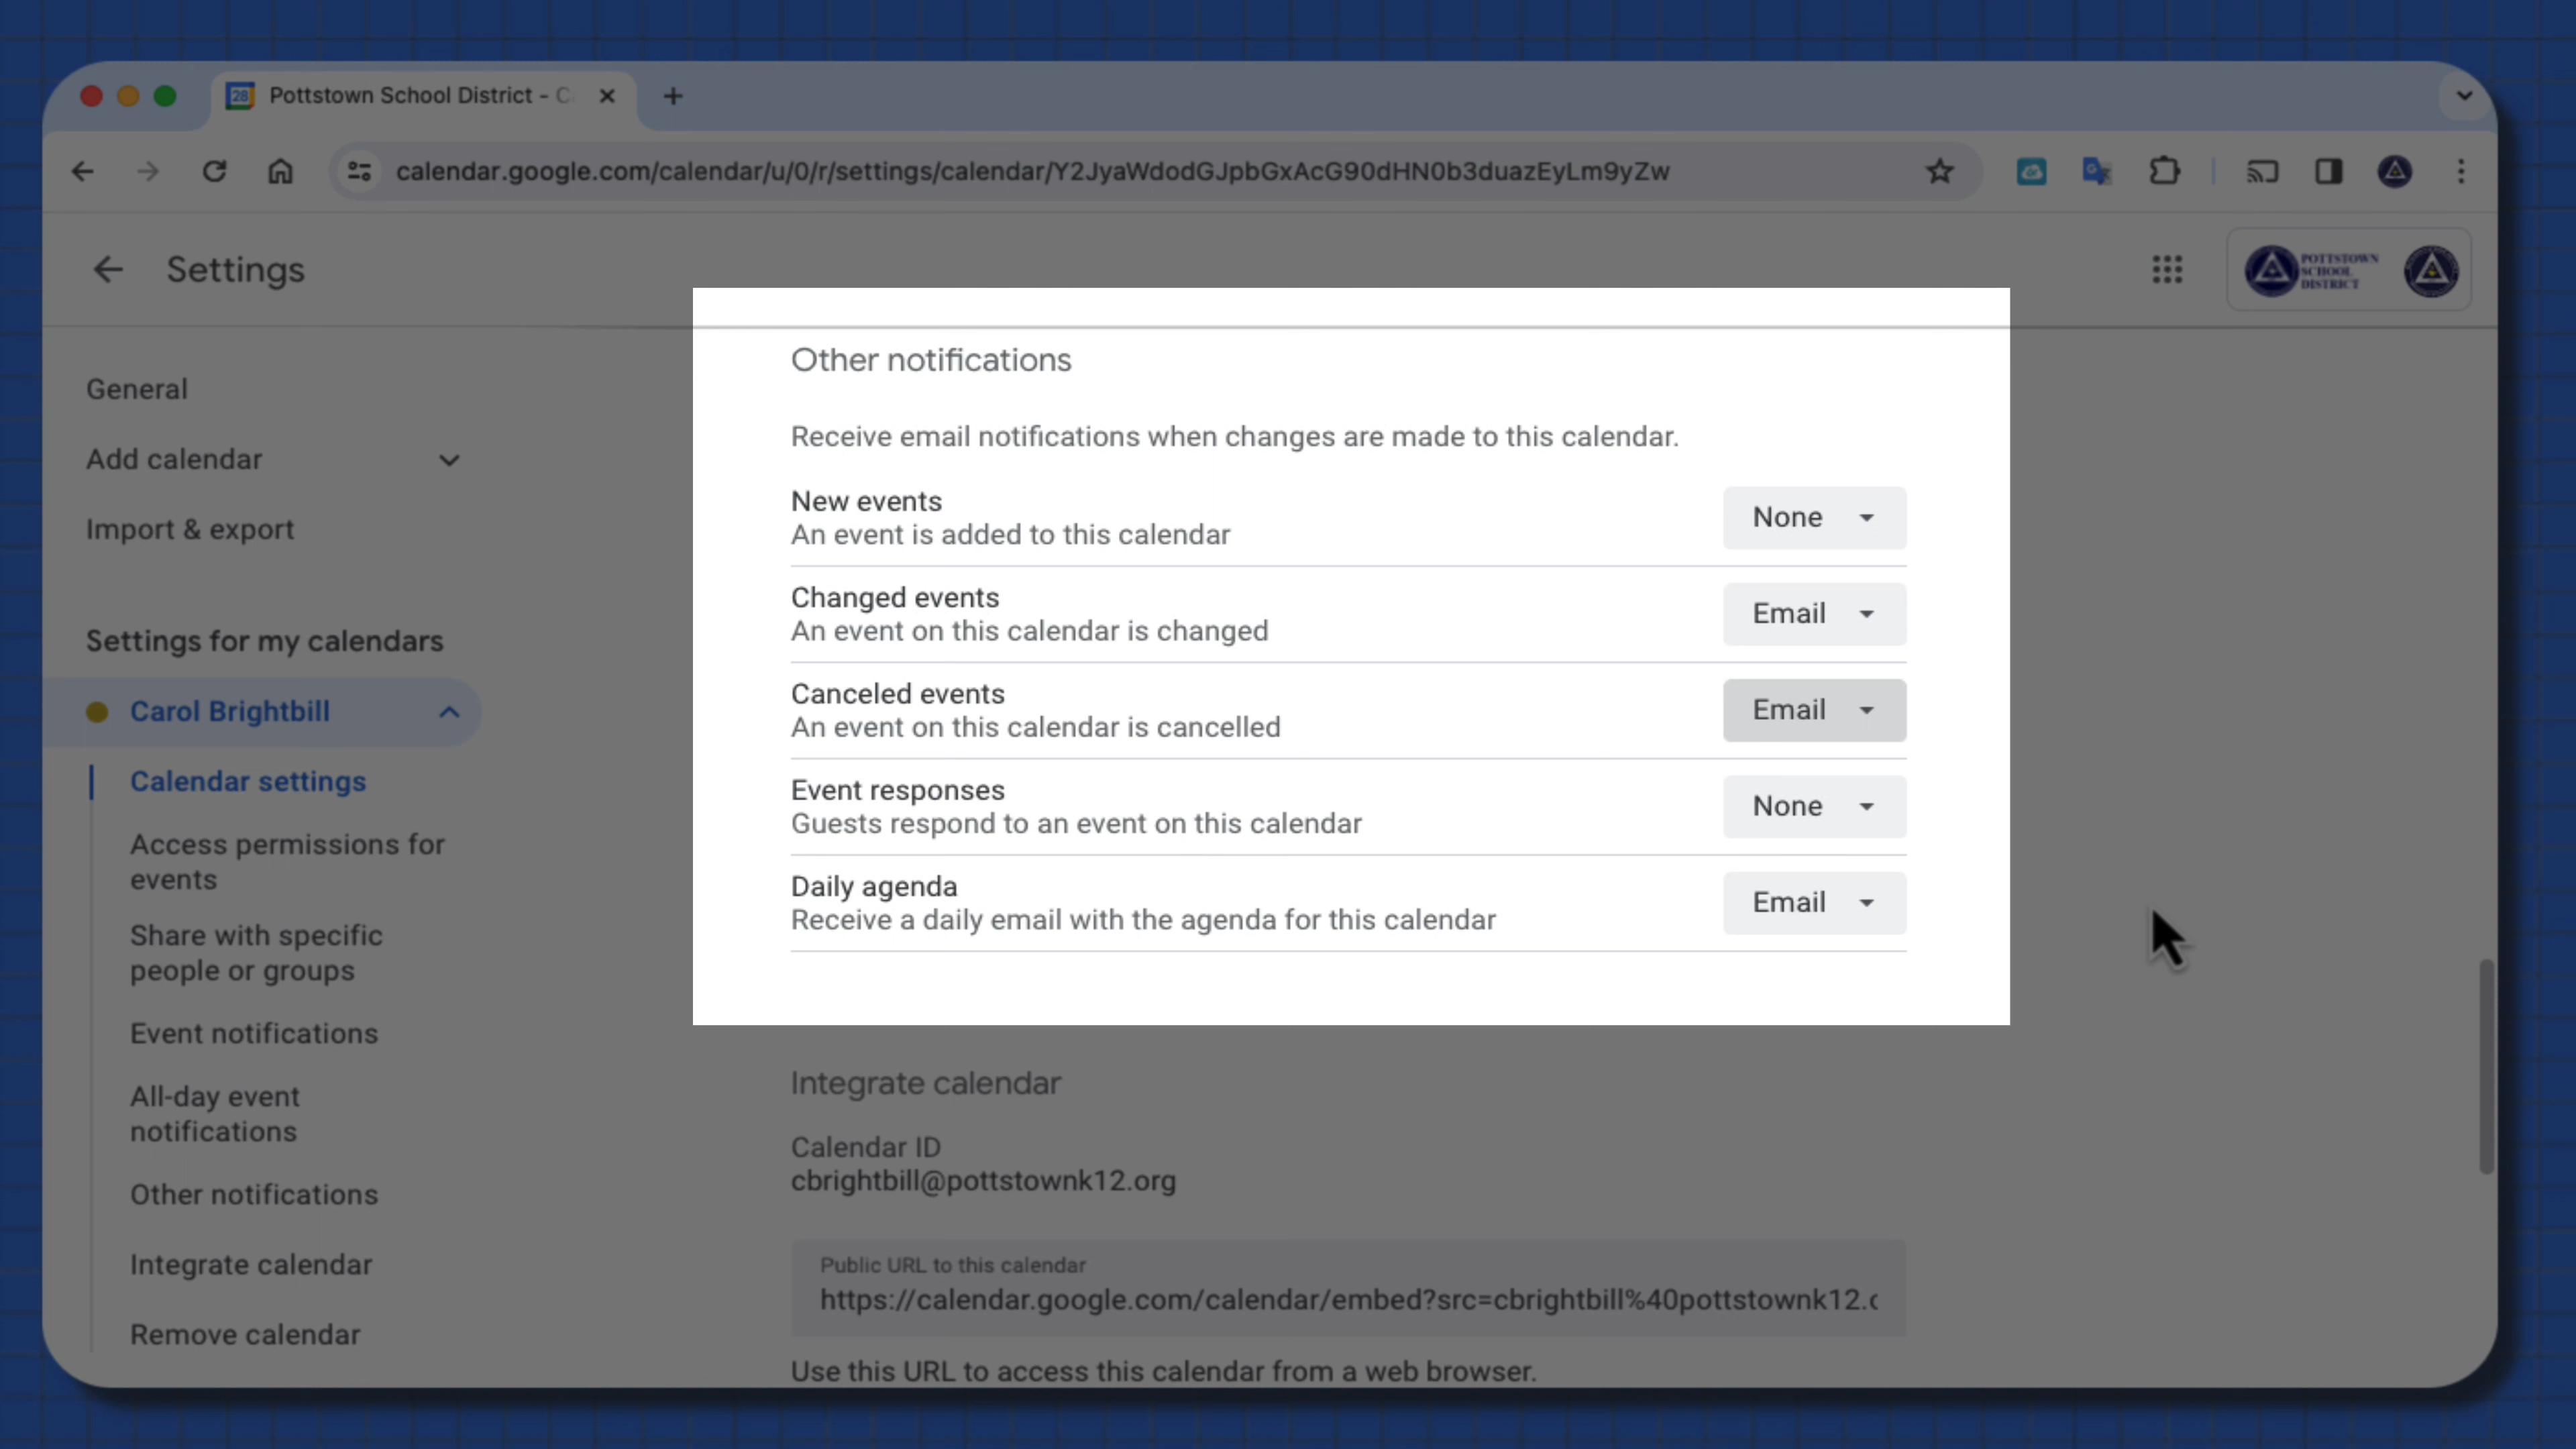 28 Pottstown School District - C
calendar.google.com/calendar/u/0/r/settings/calendar/Y2JyaWdodGJpbGxAcG90dHN0b3duazEyLm9yZw
Settings
POTTSTOWN
SCHOOL
DISTRICT
General
Add calendar
Import & export
Settings for my calendars
Carol Brightbill
Calendar settings
Access permissions for
events
Share with specific
people or groups
Event notifications
All-day event
notifications
Other notifications
Integrate calendar
Remove calendar
Other notifications
Receive email notifications when changes are made to this calendar.
New events
An event is added to this calendar
None
Changed events
An event on this calendar is changed
Email
Canceled events
An event on this calendar is cancelled
Email
Event responses
Guests respond to an event on this calendar
None
Daily agenda
Receive a daily email with the agenda for this calendar
Email
Integrate calendar
Calendar ID
cbrightbill@pottstownk12.org
Public URL to this calendar
https://calendar.google.com/calendar/embed?src=cbrightbill%40pottstownk12.c
Use this URL to access this calendar from a web browser.